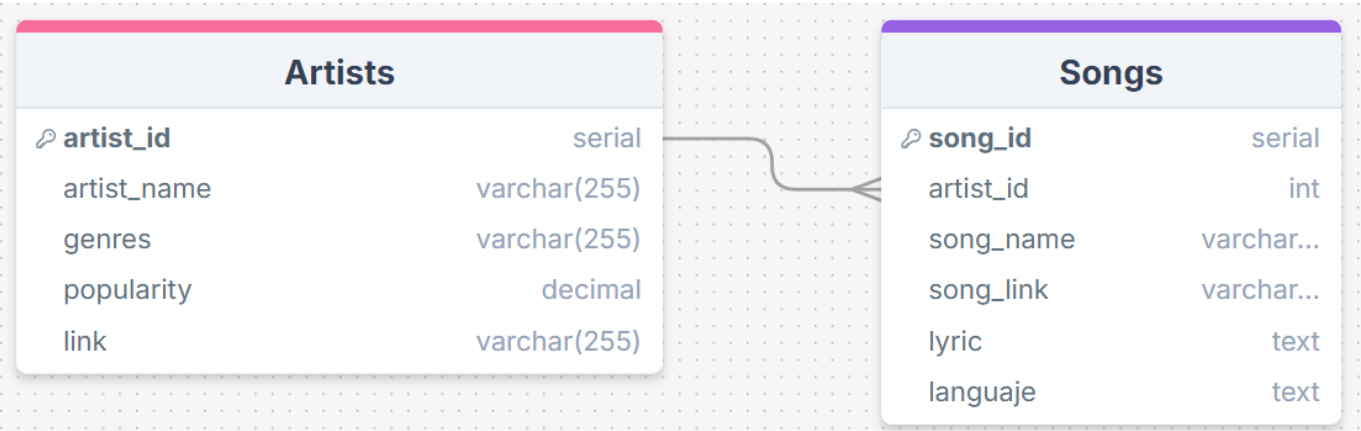 Artists
artist_id serial
artist_name varchar(255)
genres varchar(255)
popularity decimal
link varchar(255)
Songs
song_id serial
artist_id int
song_name varchar...
song_link varchar...
lyric text
languaje text